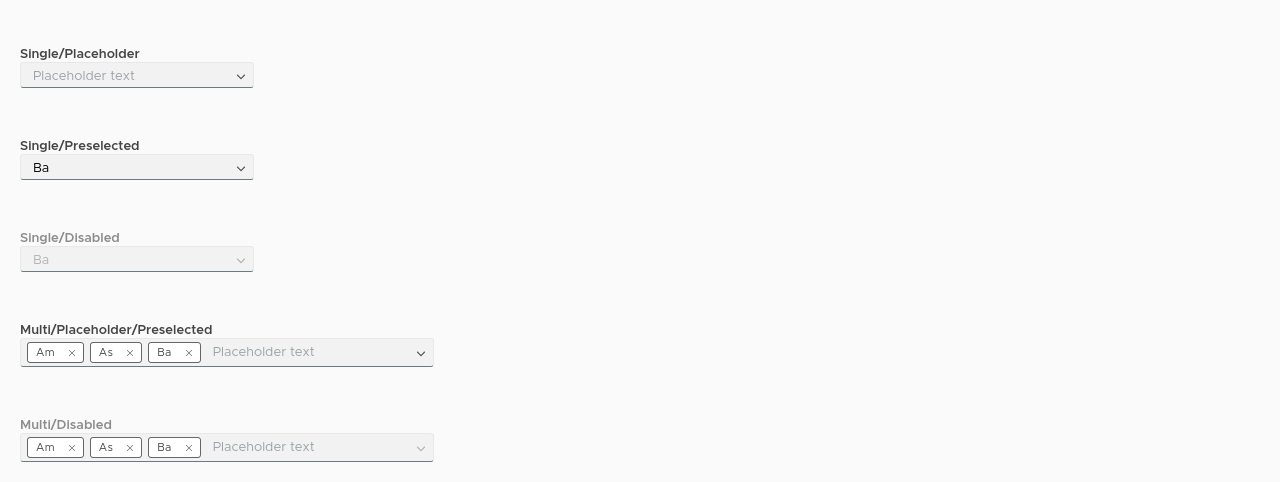 Single/Placeholder
Placeholder text
Single/Preselected
Ba
Single/Disabled
Ba
Multi/Placeholder/Preselected
Am As Ba Placeholder text
Multi/Disabled
Am As Ba Placeholder text